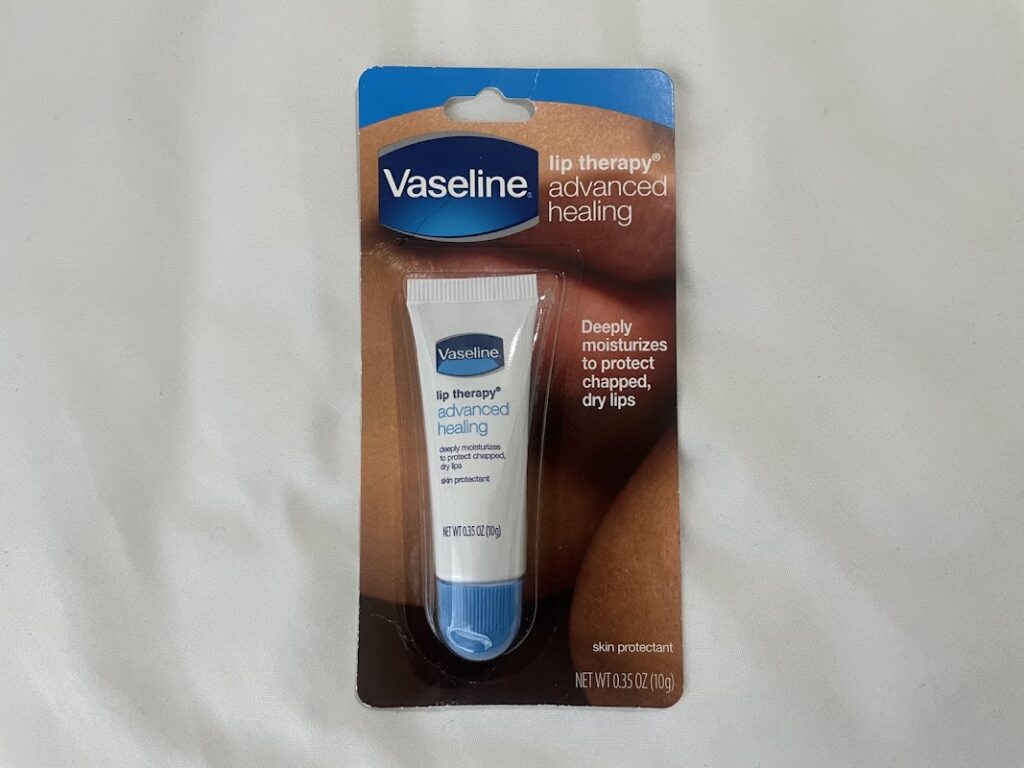 Vaseline®
lip therapy®
advanced
healing
Deeply
moisturizes
to protect
chapped,
dry lips
Vaseline
lip therapy®
advanced
healing
deeply moisturizes
to protect chapped,
dry lips
skin protectant
NET WT 0.35 OZ (10g)
skin protectant
NET WT 0.35 OZ (10g)